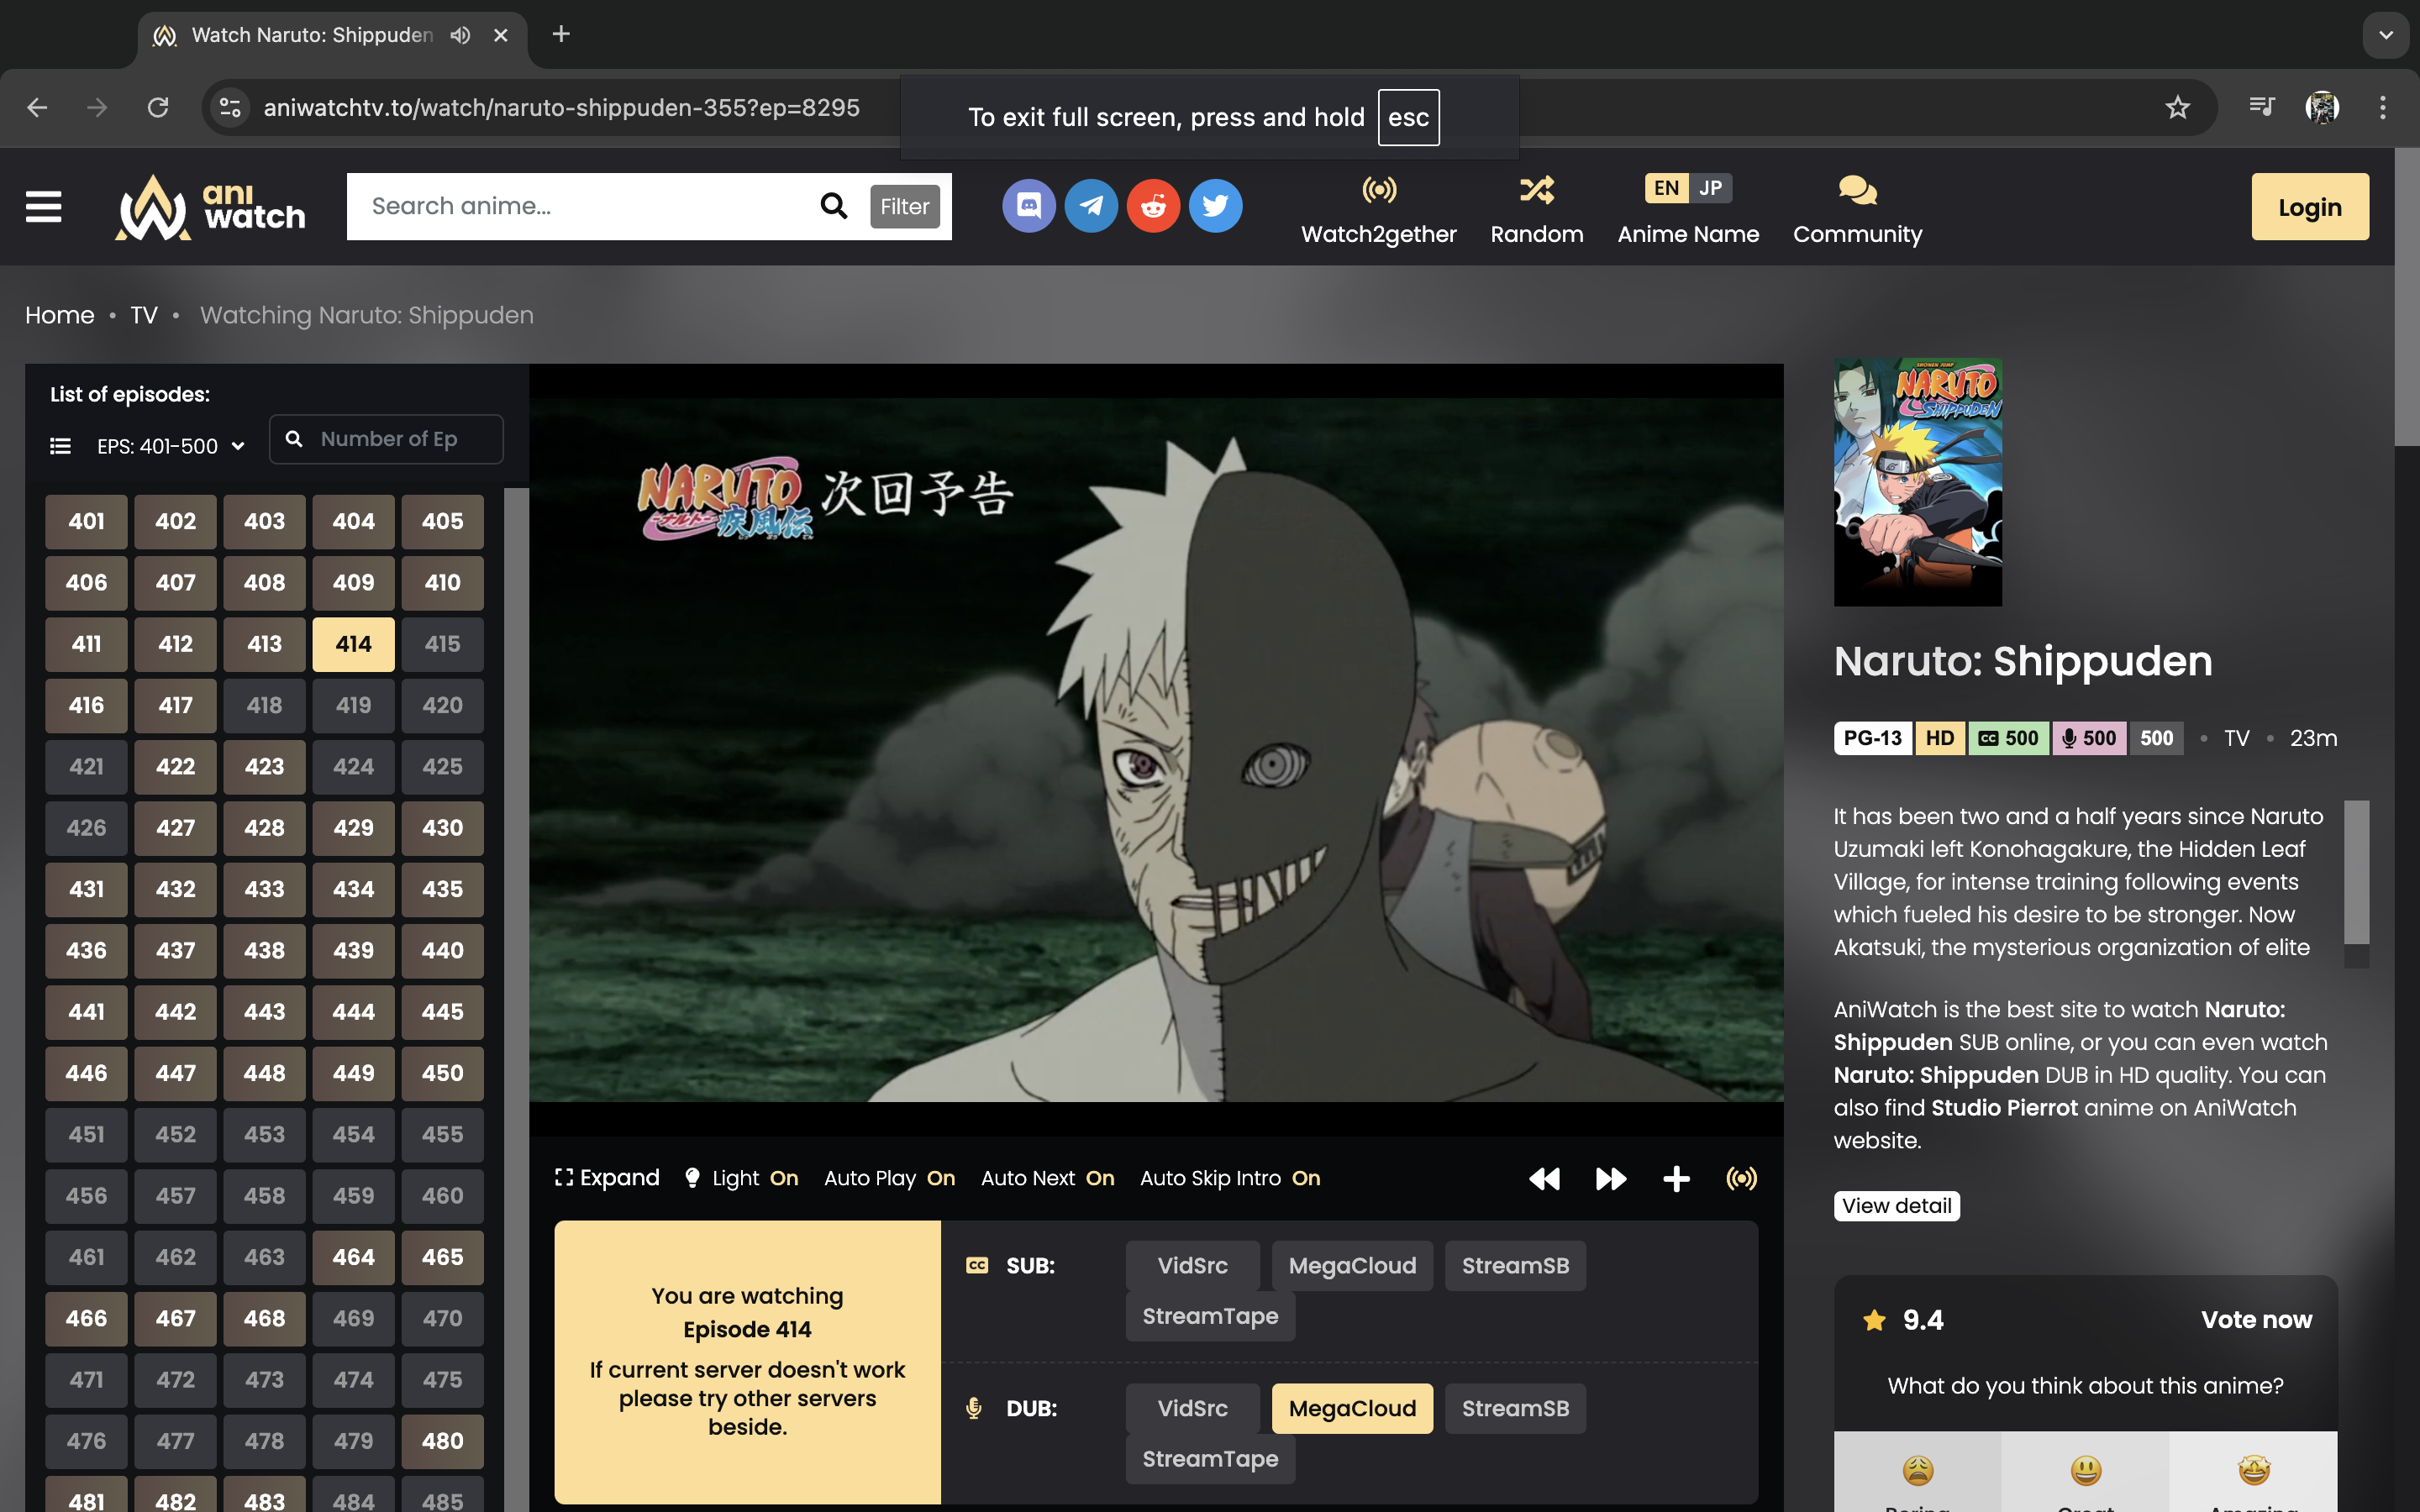 Watch Naruto: Shippuden
aniwatchtv.to/watch/naruto-shippuden-355?ep=8295
To exit full screen, press and hold esc
ani
watch
Search anime...
Filter
Watch2gether
Random
EN JP
Anime Name
Community
Login
Home • TV • Watching Naruto: Shippuden
List of episodes:
EPS: 401-500
Number of Ep
401 402 403 404 405
406 407 408 409 410
411 412 413 414 415
416 417 418 419 420
421 422 423 424 425
426 427 428 429 430
431 432 433 434 435
436 437 438 439 440
441 442 443 444 445
446 447 448 449 450
451 452 453 454 455
456 457 458 459 460
461 462 463 464 465
466 467 468 469 470
471 472 473 474 475
476 477 478 479 480
481 482 483 484 485
NARUTO
ナルト
疾風伝
次回予告
Expand Light On Auto Play On Auto Next On Auto Skip Intro On
You are watching
Episode 414
If current server doesn't work
please try other servers
beside.
CC SUB: VidSrc MegaCloud StreamSB
StreamTape
DUB: VidSrc MegaCloud StreamSB
StreamTape
SHONEN JUMP
NARUTO
SHIPPUDEN
Naruto: Shippuden
PG-13 HD CC 500 500 500 • TV • 23m
It has been two and a half years since Naruto
Uzumaki left Konohagakure, the Hidden Leaf
Village, for intense training following events
which fueled his desire to be stronger. Now
Akatsuki, the mysterious organization of elite
AniWatch is the best site to watch Naruto:
Shippuden SUB online, or you can even watch
Naruto: Shippuden DUB in HD quality. You can
also find Studio Pierrot anime on AniWatch
website.
View detail
9.4
Vote now
What do you think about this anime?
Boring Great Amazing